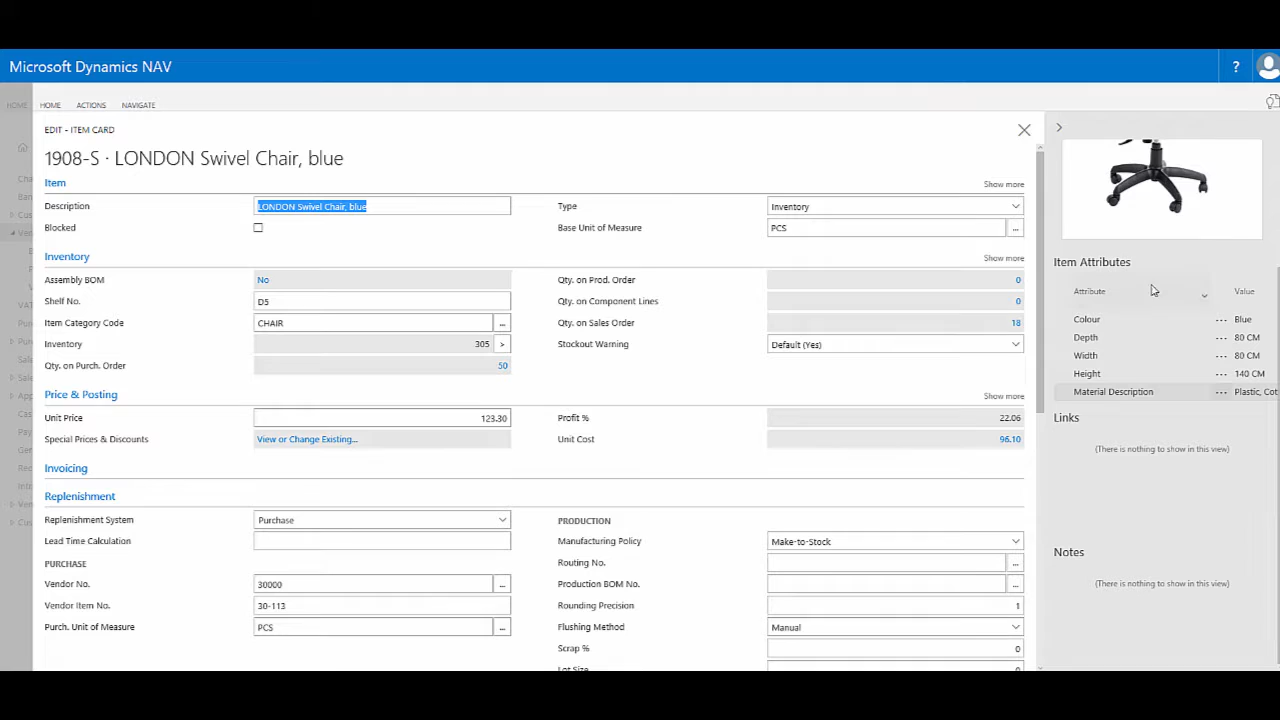 Microsoft Dynamics NAV
?
HOME HOME ACTIONS NAVIGATE
EDIT - ITEM CARD
1908-S · LONDON Swivel Chair, blue
Item Show more
Description LONDON Swivel Chair, blue Type Inventory
Blocked Base Unit of Measure PCS ...
Inventory Show more
Assembly BOM No Qty. on Prod. Order 0
Shelf No. D5 Qty. on Component Lines 0
Item Category Code CHAIR ... Qty. on Sales Order 18
Inventory 305 > Stockout Warning Default (Yes)
Qty. on Purch. Order 50
Price & Posting Show more
Unit Price 123.30 Profit % 22.06
Special Prices & Discounts View or Change Existing... Unit Cost 96.10
Invoicing
Replenishment
Replenishment System Purchase PRODUCTION
Lead Time Calculation Manufacturing Policy Make-to-Stock
PURCHASE Routing No. ...
Vendor No. 30000 ... Production BOM No. ...
Vendor Item No. 30-113 Rounding Precision 1
Purch. Unit of Measure PCS ... Flushing Method Manual
Scrap % 0
Lot Size 0
Item Attributes
Attribute Value
Colour --- Blue
Depth --- 80 CM
Width --- 80 CM
Height --- 140 CM
Material Description --- Plastic, Cot
Links
(There is nothing to show in this view)
Notes
(There is nothing to show in this view)